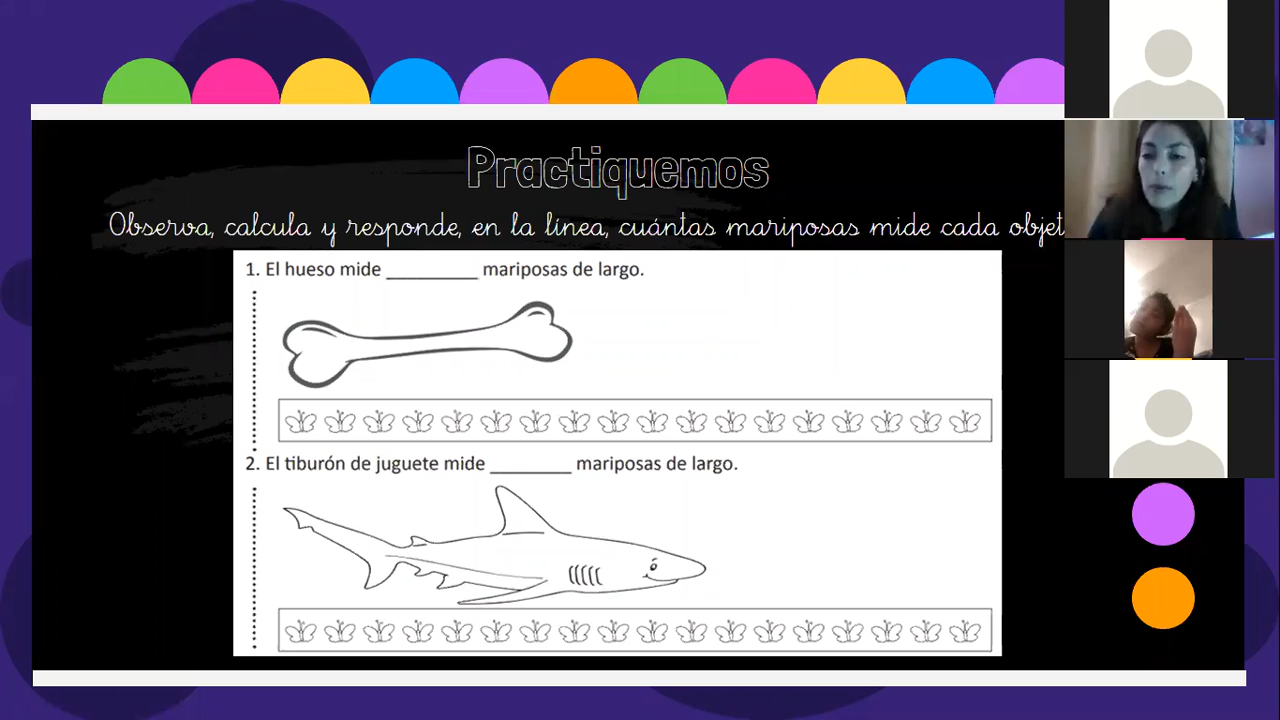 Practiquemos
Observa, calcula y responde, en la línea, cuántas mariposas mide cada objet
1. El hueso mide _________ mariposas de largo.
2. El tiburón de juguete mide ________ mariposas de largo.